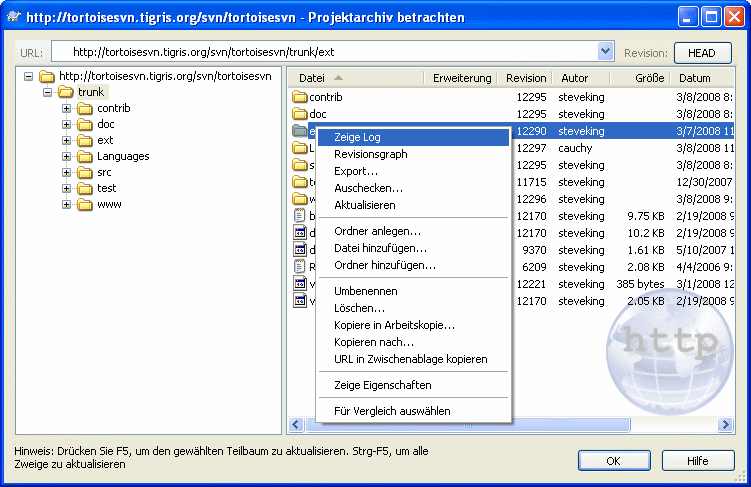 http://tortoisesvn.tigris.org/svn/tortoisesvn - Projektarchiv betrachten
URL: http://tortoisesvn.tigris.org/svn/tortoisesvn/trunk/ext Revision: HEAD
http://tortoisesvn.tigris.org/svn/tortoisesvn
trunk
contrib
doc
ext
Languages
src
test
www
Datei Erweiterung Revision Autor Größe Datum
contrib 12295 steveking 3/8/2008 8:
doc 12295 steveking 3/8/2008 8:
e 12290 steveking 3/7/2008 11
L 12297 cauchy 3/8/2008 9:
s 12295 steveking 3/8/2008 8:
to 11715 steveking 12/30/2007
w 12296 steveking 3/8/2008 9:
b 12170 steveking 9.75 KB 2/19/2008 9
d 12170 steveking 10.2 KB 2/19/2008 9
d 9370 steveking 1.61 KB 5/10/2007 1
R 6209 steveking 2.08 KB 4/4/2006 9:
v 12221 steveking 385 bytes 3/1/2008 12
v 12170 steveking 2.05 KB 2/19/2008 9
Zeige Log
Revisionsgraph
Export...
Auschecken...
Aktualisieren
Ordner anlegen...
Datei hinzufügen...
Ordner hinzufügen...
Umbenennen
Löschen...
Kopiere in Arbeitskopie...
Kopieren nach...
URL in Zwischenablage kopieren
Zeige Eigenschaften
Für Vergleich auswählen
http
Hinweis: Drücken Sie F5, um den gewählten Teilbaum zu aktualisieren. Strg-F5, um alle
Zweige zu aktualisieren
OK Hilfe